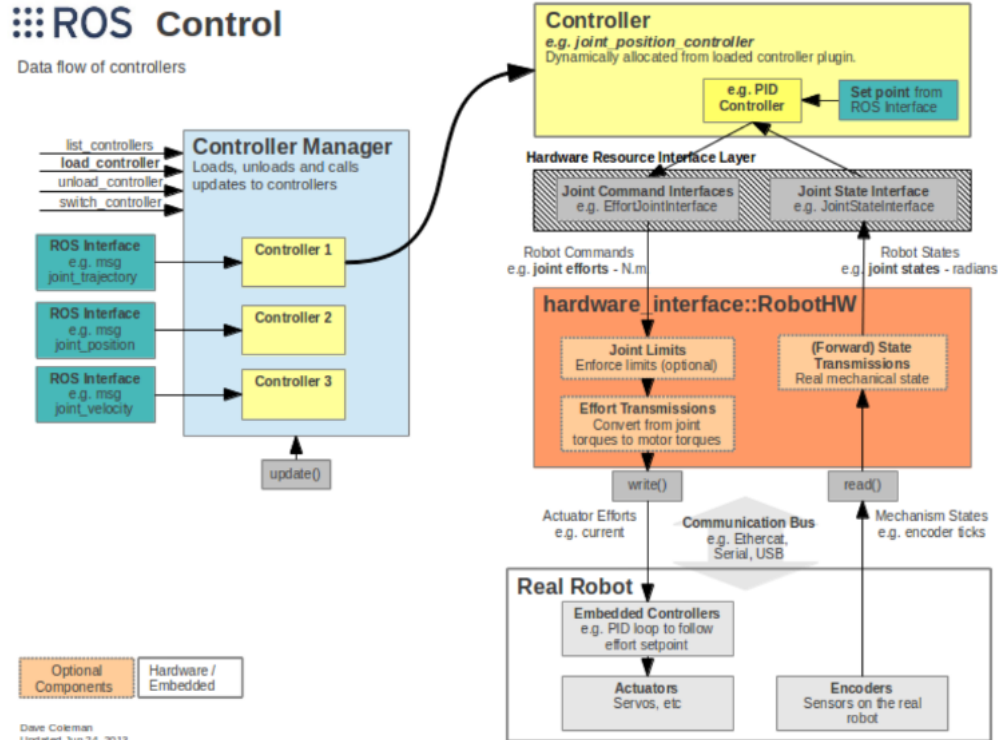 ROS Control
Data flow of controllers
list_controllers
load_controller
unload_controller
switch_controller
Controller Manager
Loads, unloads and calls
updates to controllers
ROS Interface
e.g. msg
joint_trajectory
Controller 1
ROS Interface
e.g. msg
joint_position
Controller 2
ROS Interface
e.g. msg
joint_velocity
Controller 3
update()
Controller
e.g. joint_position_controller
Dynamically allocated from loaded controller plugin.
e.g. PID
Controller
Set point from
ROS Interface
Hardware Resource Interface Layer
Joint Command Interfaces
e.g. EffortJointInterface
Joint State Interface
e.g. JointStateInterface
Robot Commands
e.g. joint efforts - N.m
Robot States
e.g. joint states - radians
hardware_interface::RobotHW
Joint Limits
Enforce limits (optional)
Effort Transmissions
Convert from joint
torques to motor torques
(Forward) State
Transmissions
Real mechanical state
write()
read()
Actuator Efforts
e.g. current
Communication Bus
e.g. Ethercat,
Serial, USB
Mechanism States
e.g. encoder ticks
Real Robot
Embedded Controllers
e.g. PID loop to follow
effort setpoint
Actuators
Servos, etc
Encoders
Sensors on the real
robot
Optional
Components
Hardware /
Embedded
Dave Coleman
Updated Jun 24, 2013